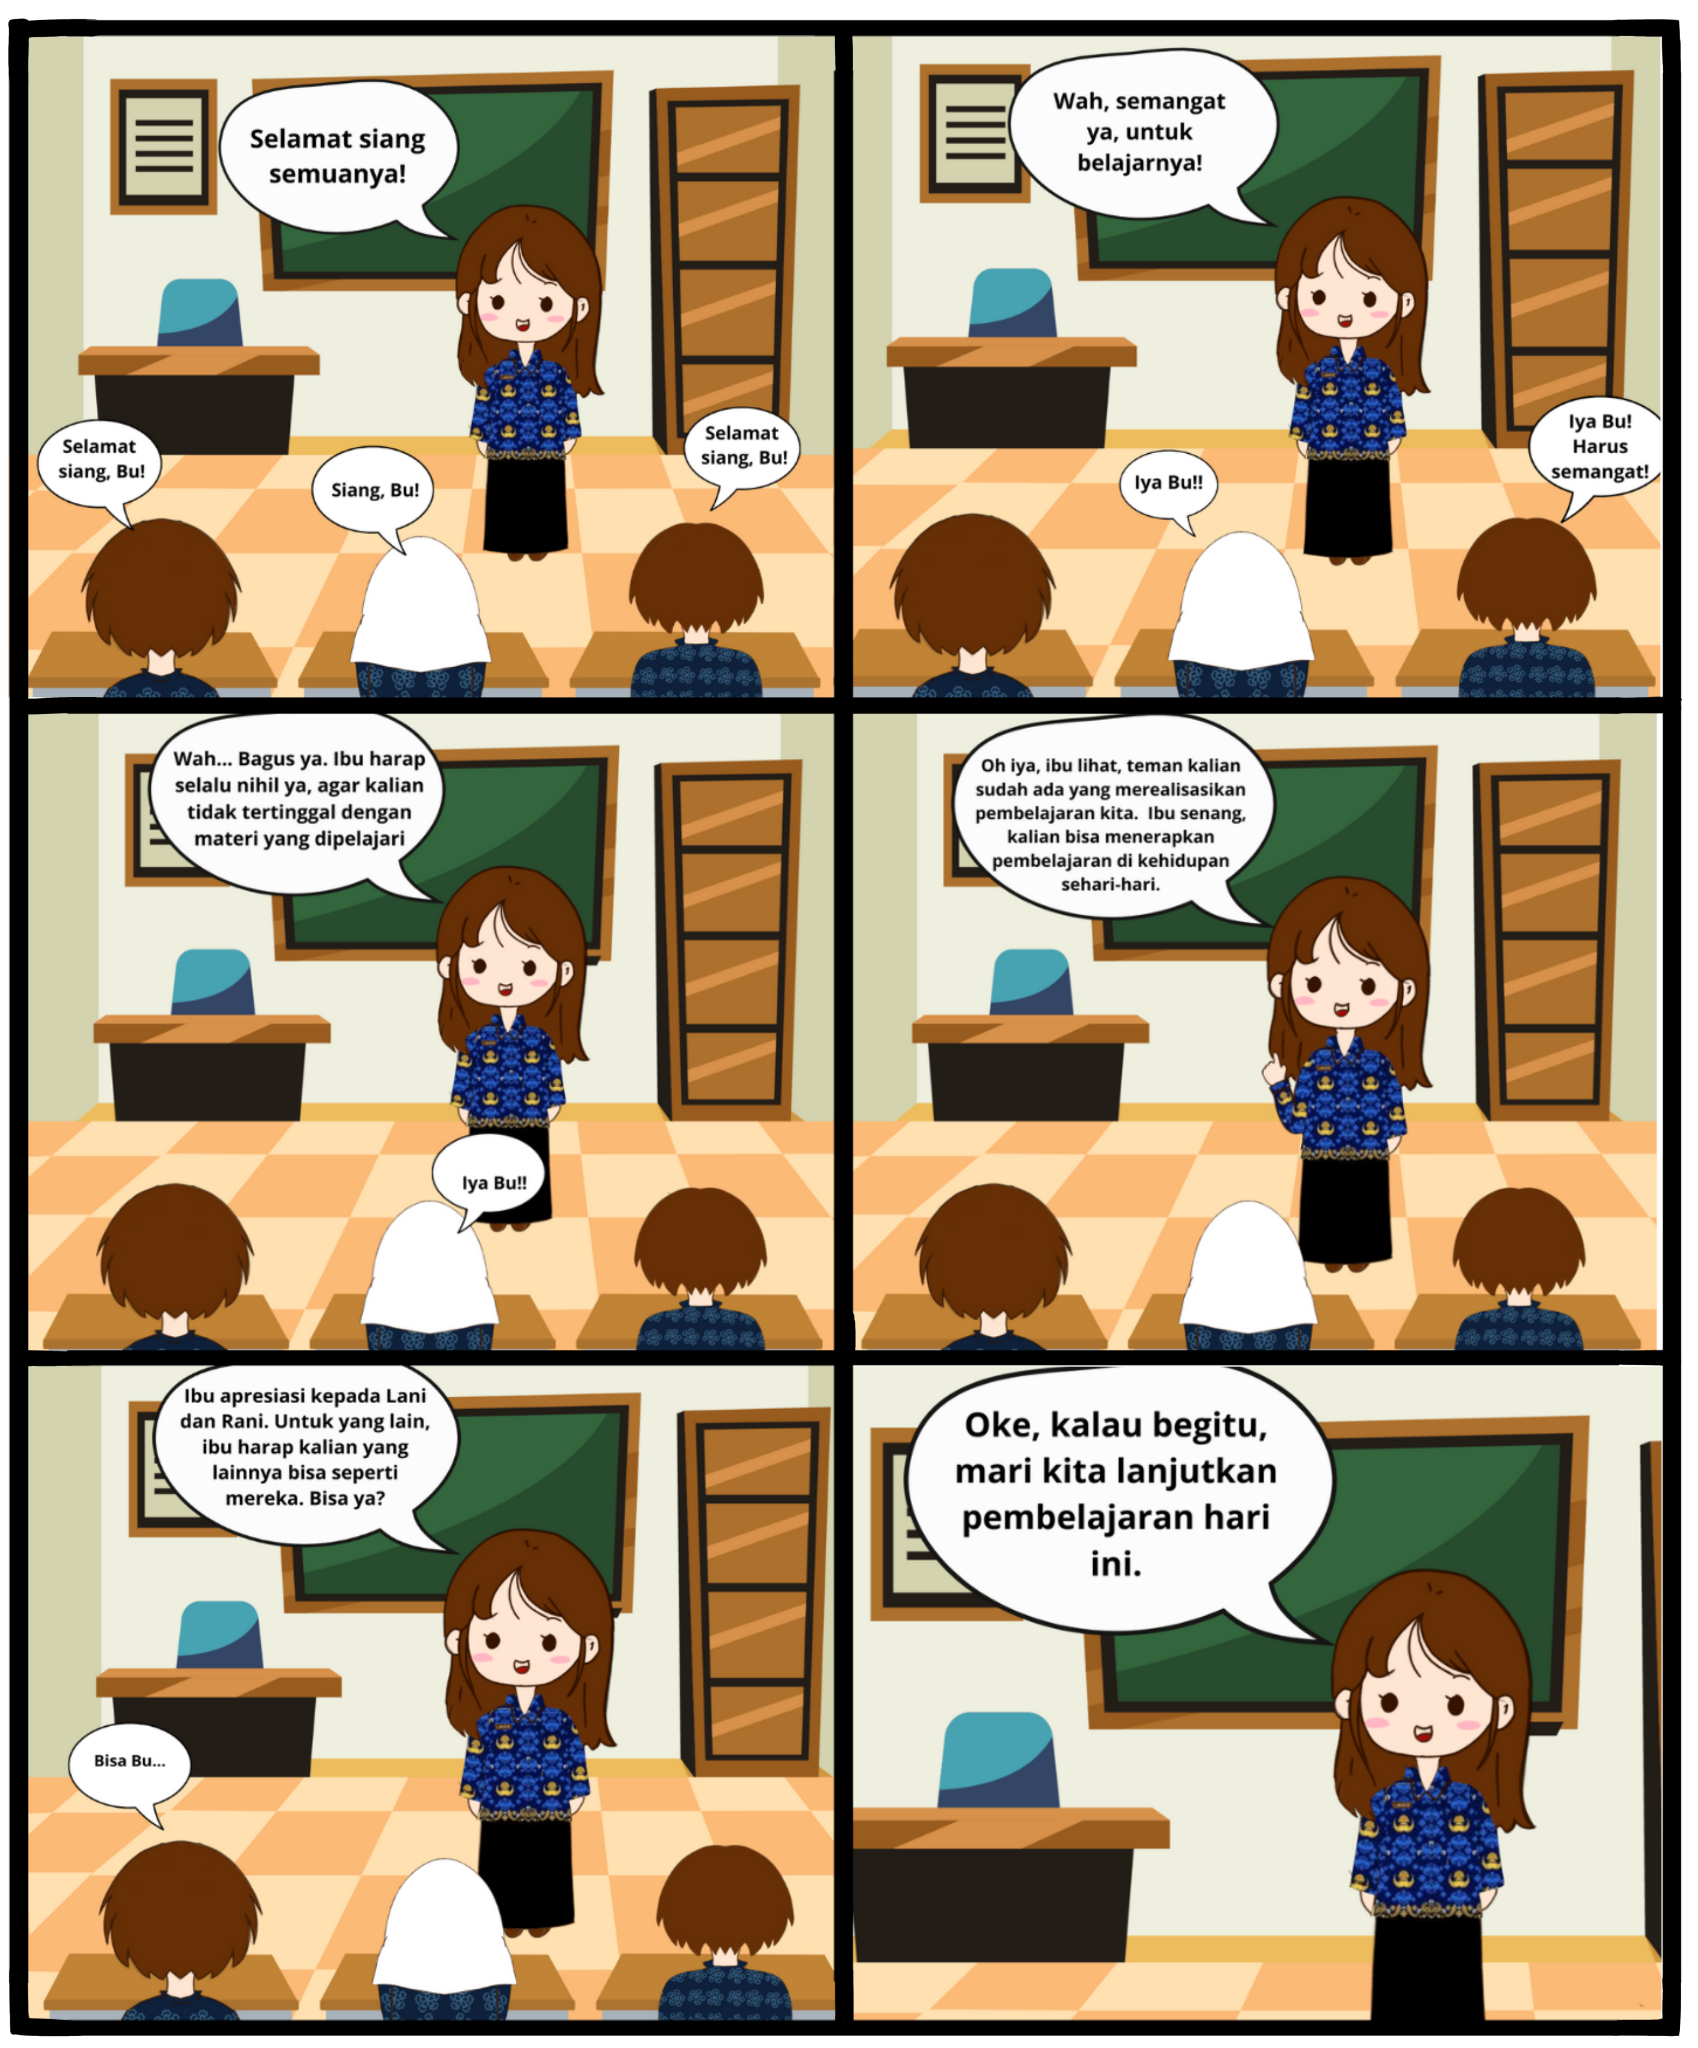 Selamat siang
semuanya!
Selamat
siang, Bu!
Siang, Bu!
Selamat
siang, Bu!
Wah, semangat
ya, untuk
belajarnya!
Iya Bu!!
Iya Bu!
Harus
semangat!
Wah... Bagus ya. Ibu harap
selalu nihil ya, agar kalian
tidak tertinggal dengan
materi yang dipelajari
Iya Bu!!
Oh iya, ibu lihat, teman kalian
sudah ada yang merealisasikan
pembelajaran kita. Ibu senang,
kalian bisa menerapkan
pembelajaran di kehidupan
sehari-hari.
Ibu apresiasi kepada Lani
dan Rani. Untuk yang lain,
ibu harap kalian yang
lainnya bisa seperti
mereka. Bisa ya?
Bisa Bu...
Oke, kalau begitu,
mari kita lanjutkan
pembelajaran hari
ini.